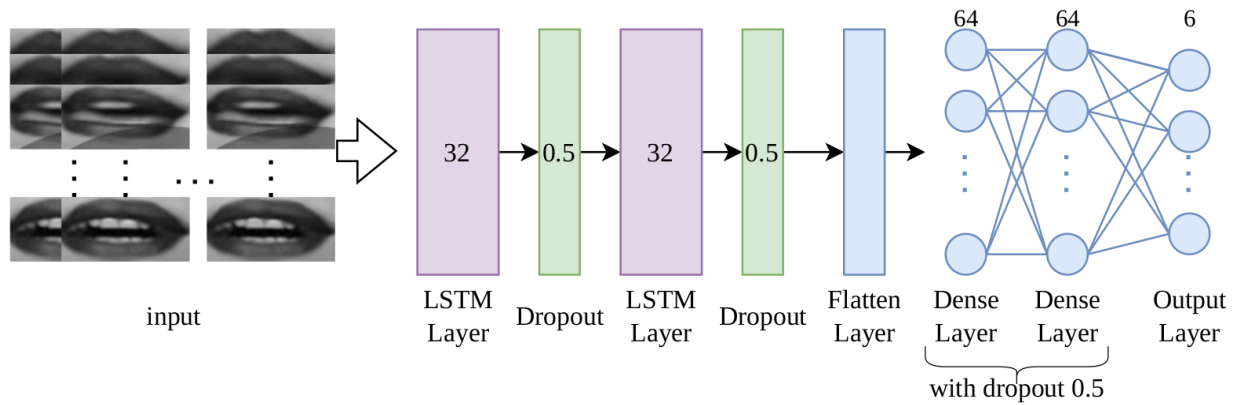 64 64 6
32 0.5 32 0.5
input
LSTM Layer
Dropout
LSTM Layer
Dropout
Flatten Layer
Dense Layer
Dense Layer
Output Layer
with dropout 0.5